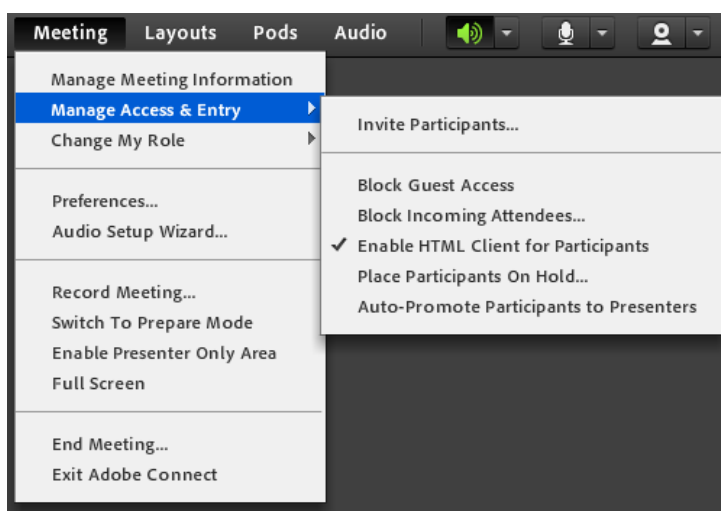 Meeting Layouts Pods Audio
Manage Meeting Information
Manage Access & Entry
Change My Role
Preferences...
Audio Setup Wizard...
Record Meeting...
Switch To Prepare Mode
Enable Presenter Only Area
Full Screen
End Meeting...
Exit Adobe Connect
Invite Participants...
Block Guest Access
Block Incoming Attendees...
Enable HTML Client for Participants
Place Participants On Hold...
Auto-Promote Participants to Presenters